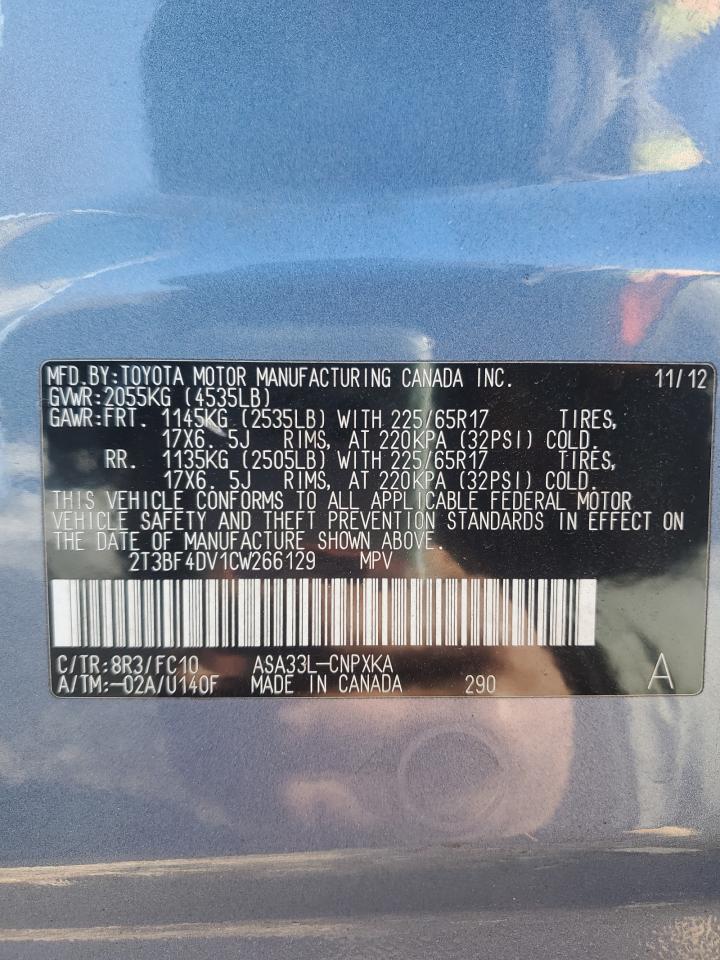 MFD.BY:TOYOTA MOTOR MANUFACTURING CANADA INC. 11/12
GVWR:2055KG (4535LB)
GAWR:FRT. 1145KG (2535LB) WITH 225/65R17 TIRES,
17X6. 5J RIMS, AT 220KPA (32PSI) COLD.
RR. 1135KG (2505LB) WITH 225/65R17 TIRES,
17X6. 5J RIMS, AT 220KPA (32PSI) COLD.
THIS VEHICLE CONFORMS TO ALL APPLICABLE FEDERAL MOTOR
VEHICLE SAFETY AND THEFT PREVENTION STANDARDS IN EFFECT ON
THE DATE OF MANUFACTURE SHOWN ABOVE.
2T3BF4DV1CW266129 MPV
C/TR:8R3/FC10 ASA33L-CNPXKA
A/TM:-02A/U140F MADE IN CANADA 290 A